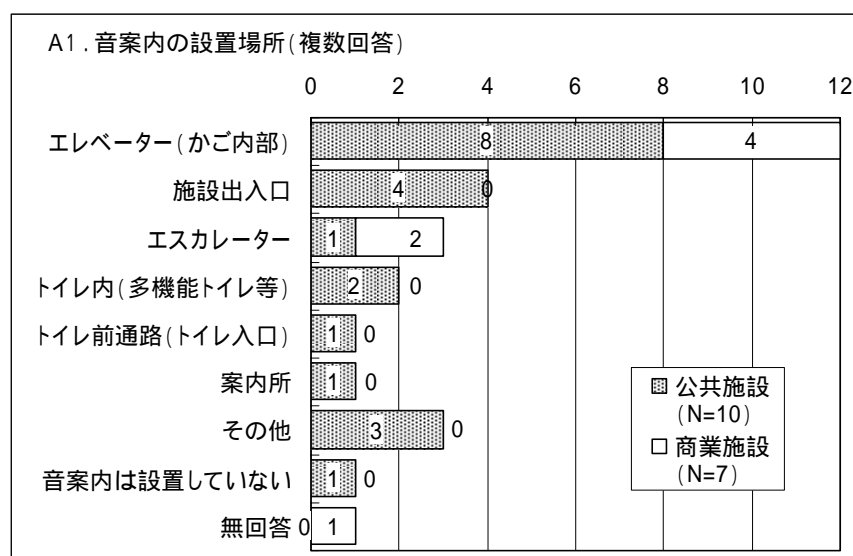 A1.音案内の設置場所(複数回答)
0 2 4 6 8 10 12
エレベーター(かご内部) 8 4
施設出入口 4 0
エスカレーター 1 2
トイレ内(多機能トイレ等) 2 0
トイレ前通路(トイレ入口) 1 0
案内所 1 0
その他 3 0
音案内は設置していない 1 0
無回答 0 1
公共施設
(N=10)
商業施設
(N=7)